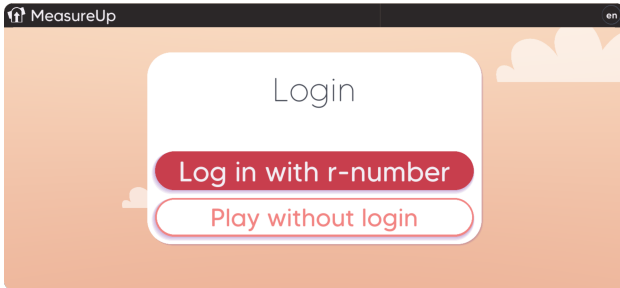 MeasureUp
en
Login
Log in with r-number
Play without login